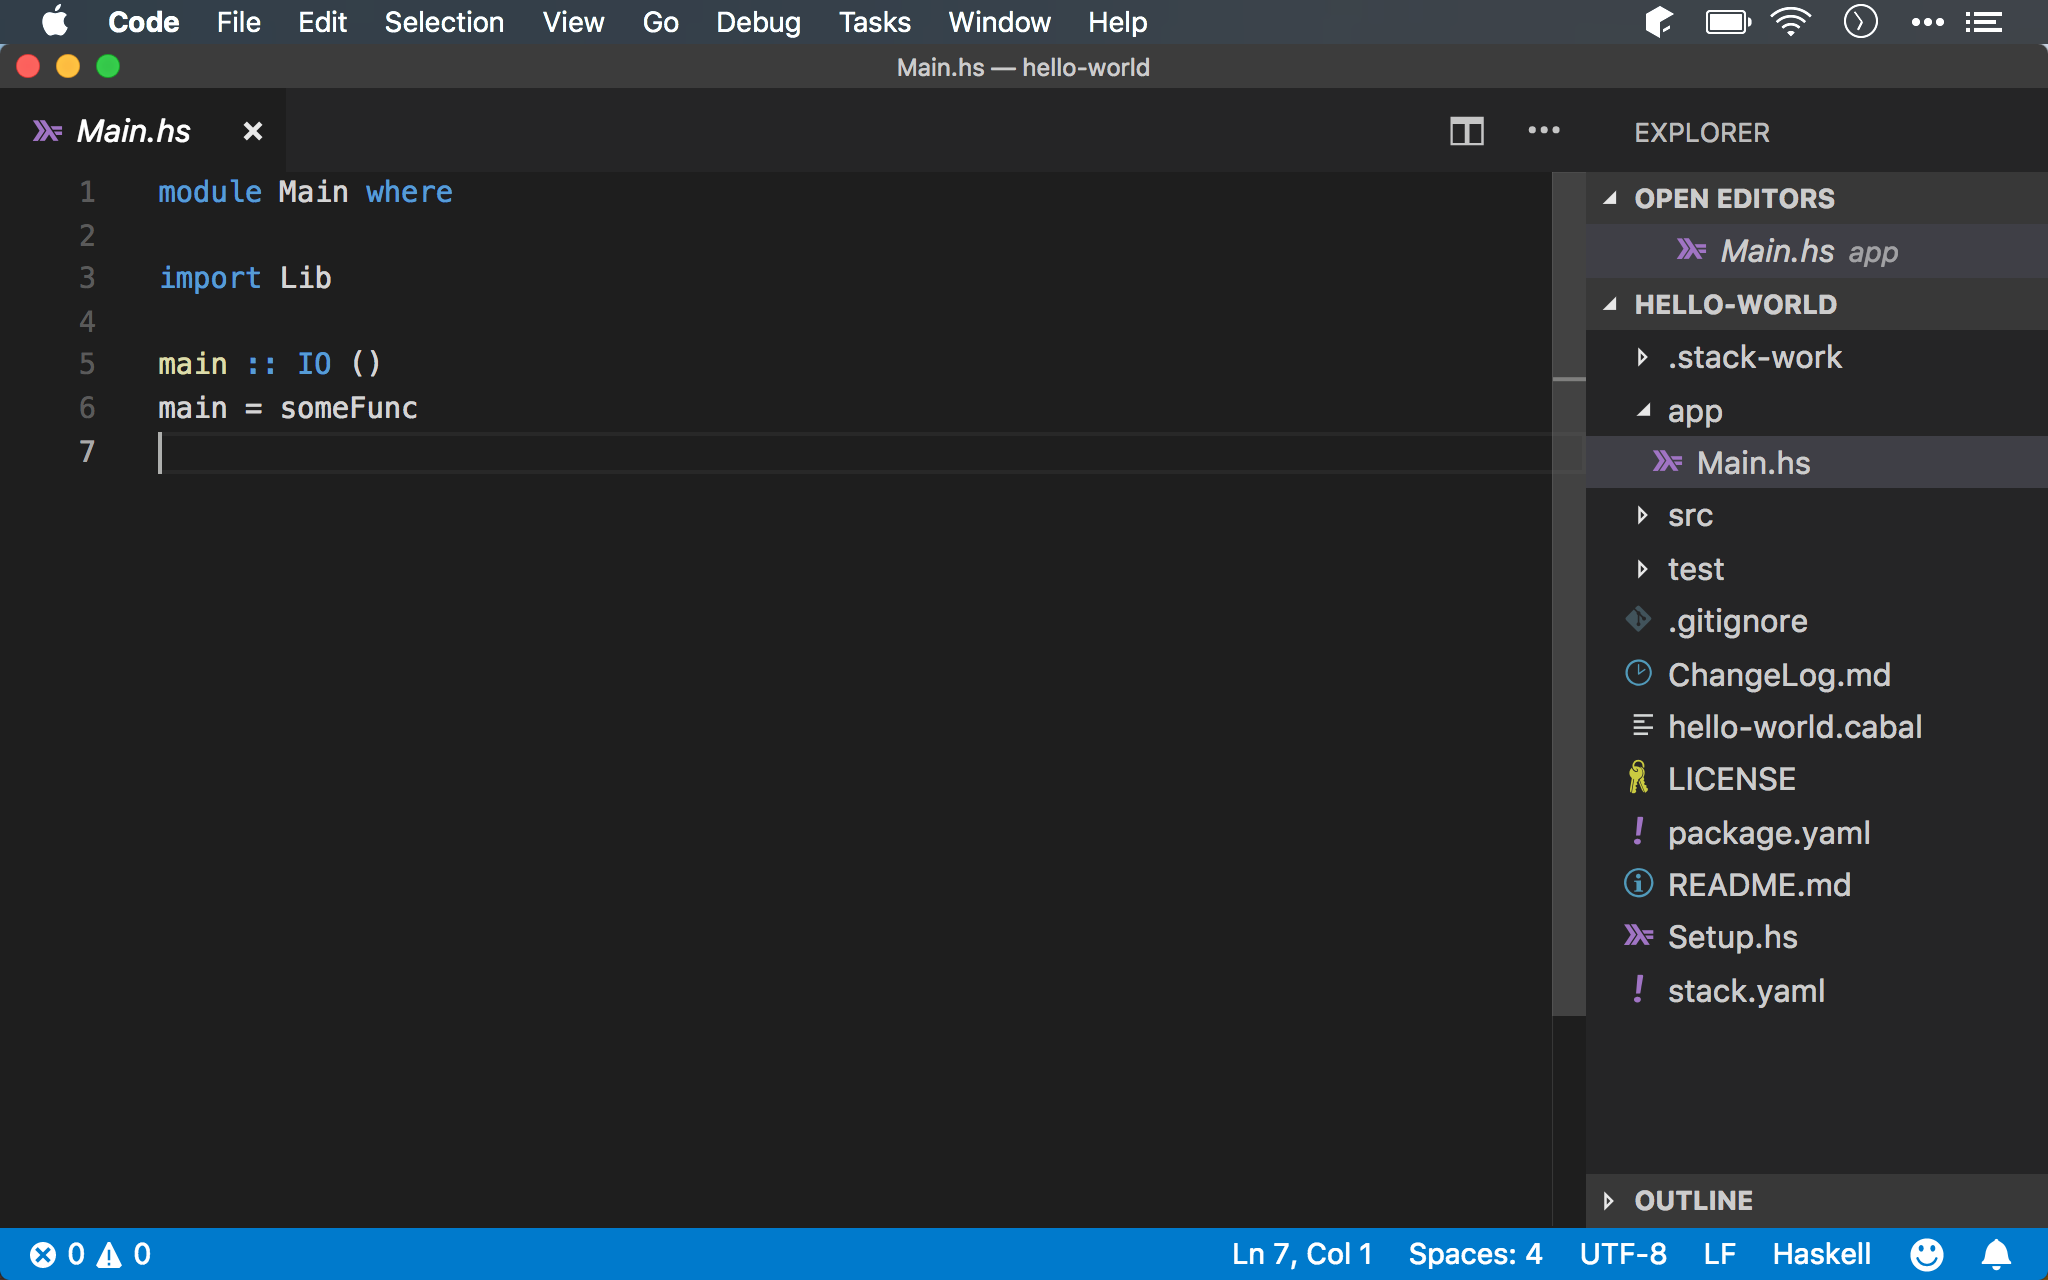 Code File Edit Selection View Go Debug Tasks Window Help
Main.hs — hello-world
Main.hs
1 module Main where
2
3 import Lib
4
5 main :: IO ()
6 main = someFunc
7
EXPLORER
OPEN EDITORS
Main.hs app
HELLO-WORLD
.stack-work
app
Main.hs
src
test
.gitignore
ChangeLog.md
hello-world.cabal
LICENSE
package.yaml
README.md
Setup.hs
stack.yaml
OUTLINE
0 0 Ln 7, Col 1 Spaces: 4 UTF-8 LF Haskell